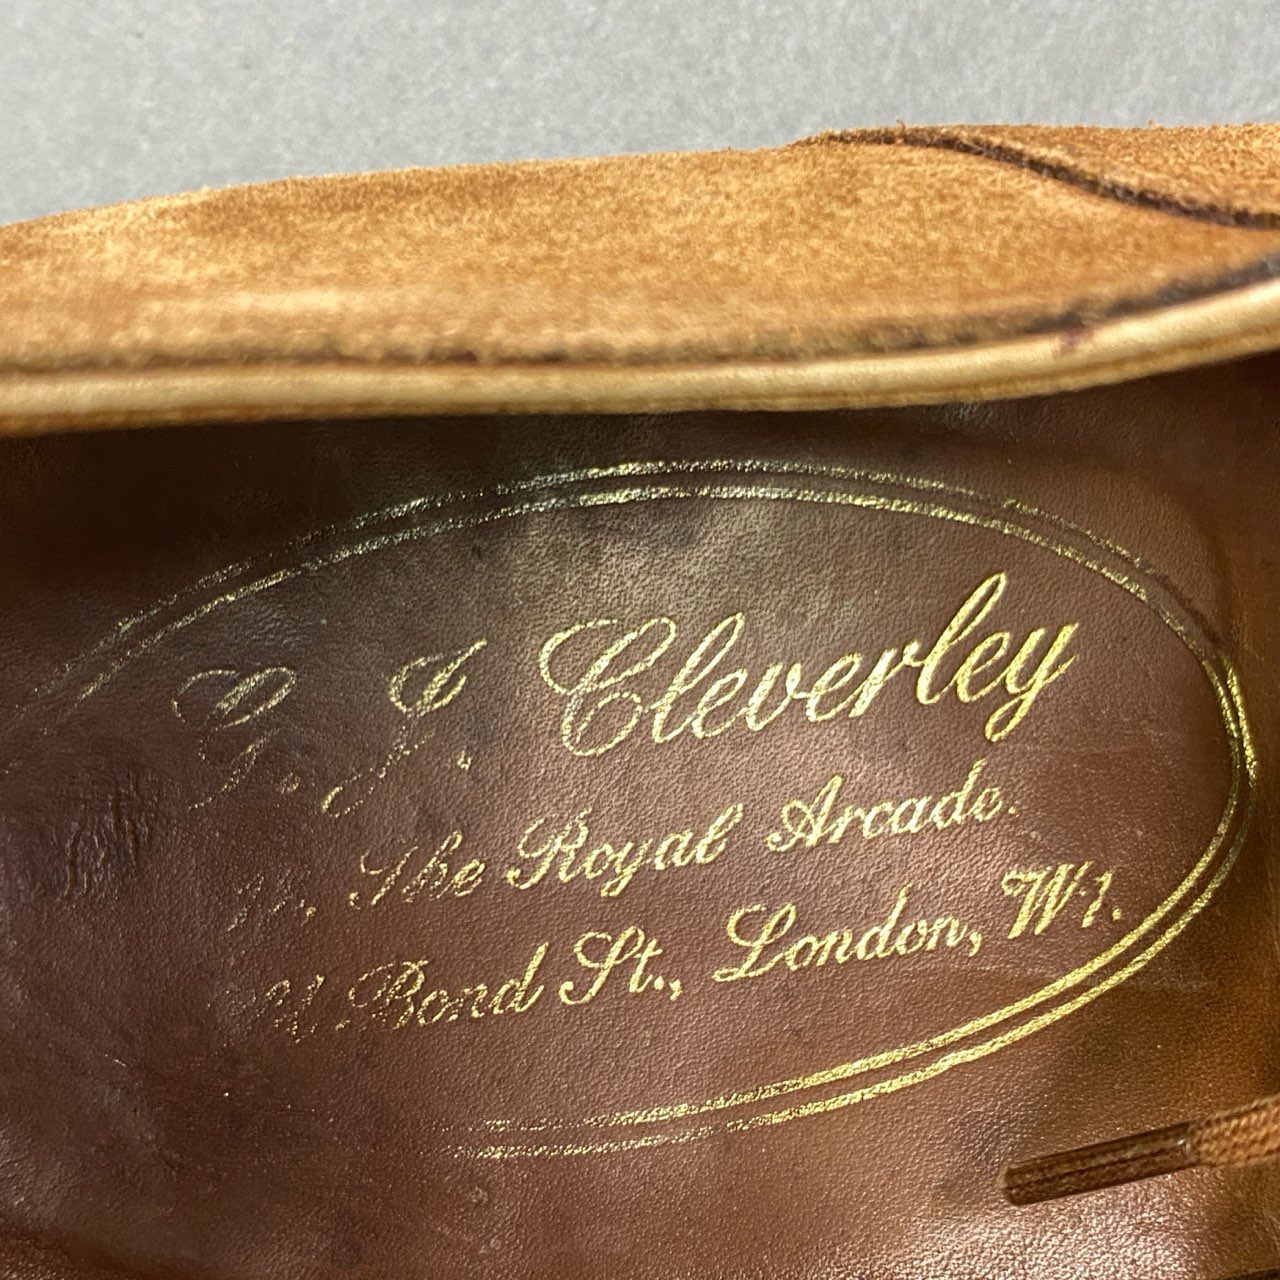 G. J. Cleverley
The Royal Arcade.
Bond St., London, W1.